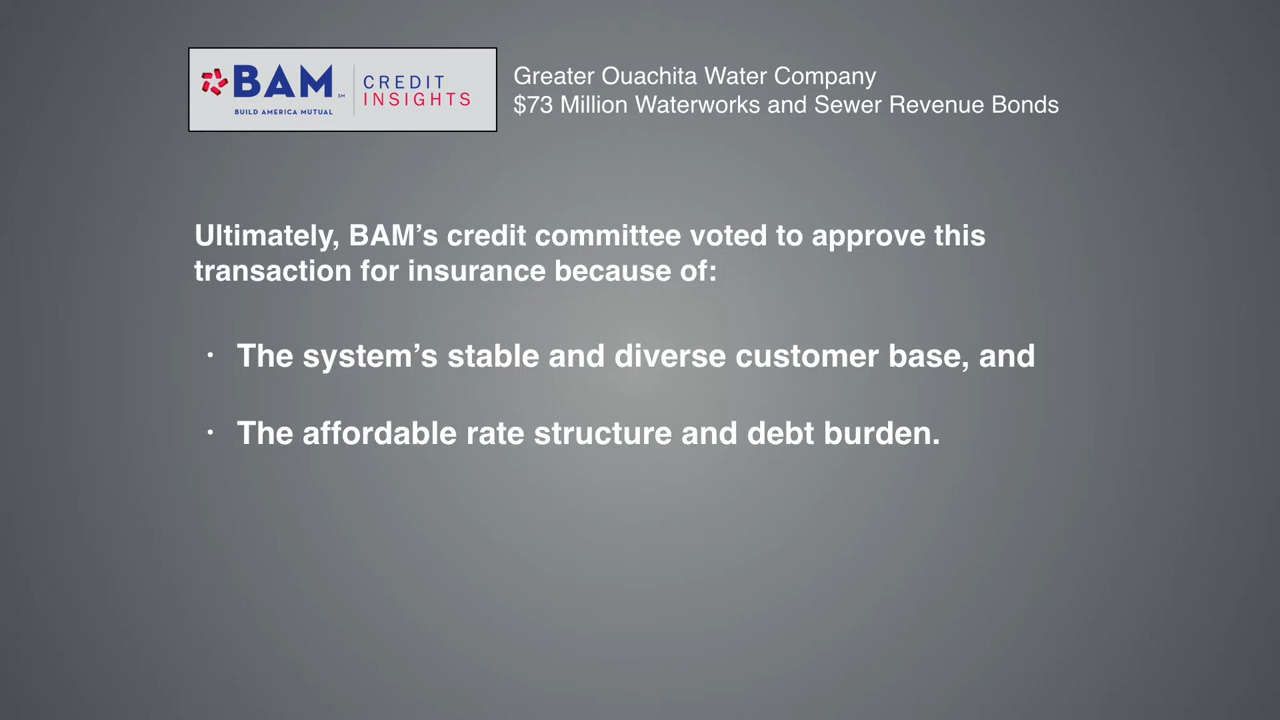 BAM SM
BUILD AMERICA MUTUAL
CREDIT
INSIGHTS
Greater Ouachita Water Company
$73 Million Waterworks and Sewer Revenue Bonds
Ultimately, BAM’s credit committee voted to approve this
transaction for insurance because of:
· The system’s stable and diverse customer base, and
· The affordable rate structure and debt burden.